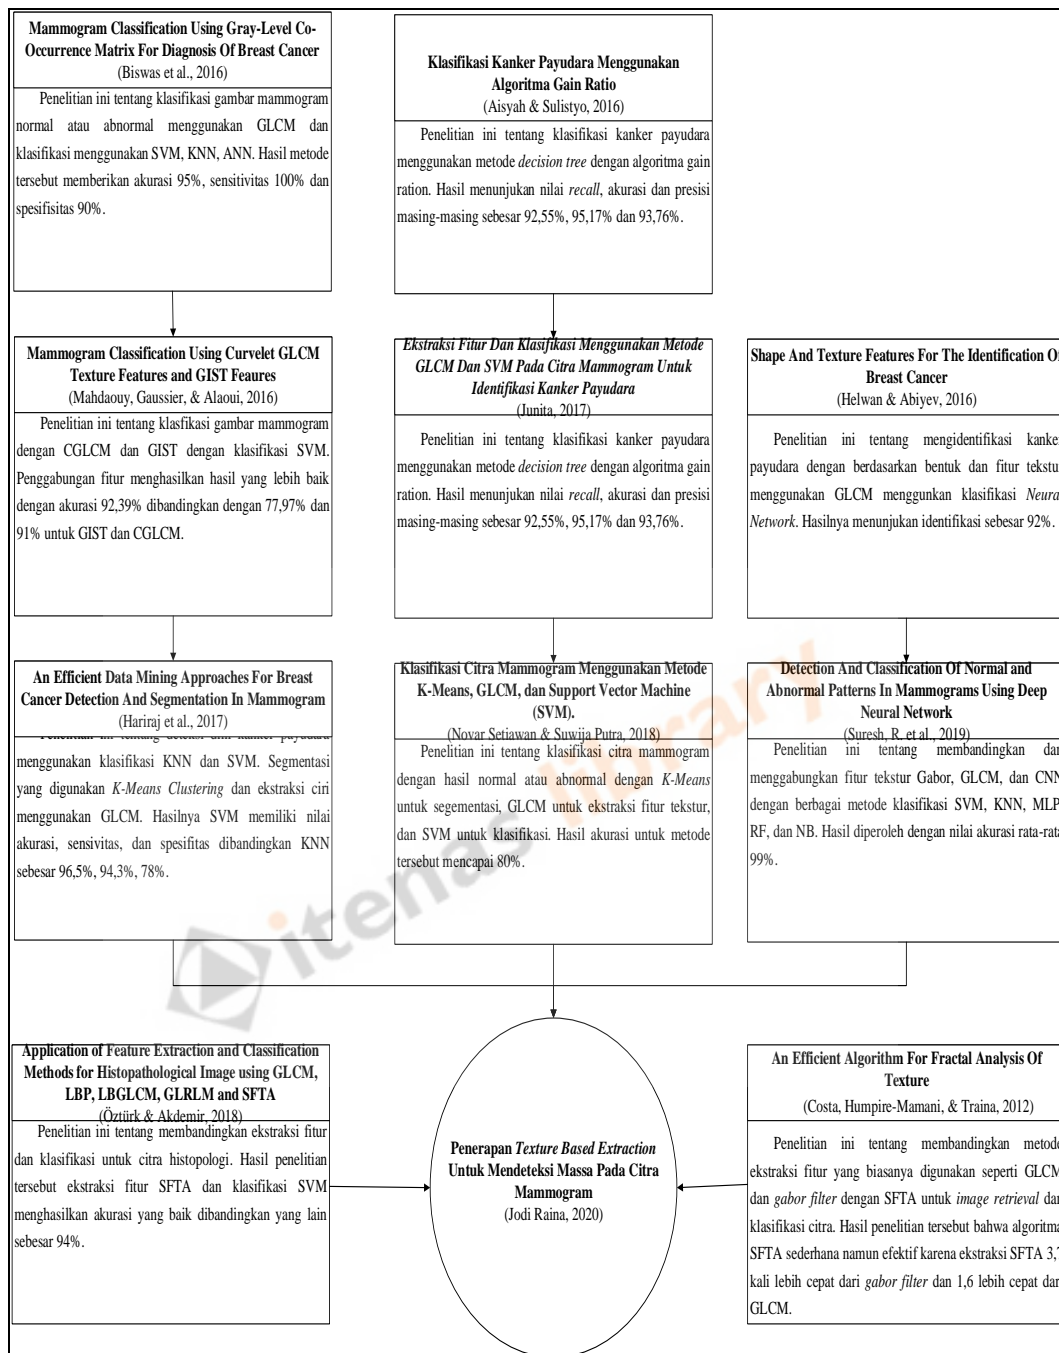 Mammogram Classification Using Gray-Level Co-
Occurrence Matrix For Diagnosis Of Breast Cancer
(Biswas et al., 2016)
Penelitian ini tentang klasifikasi gambar mammogram
normal atau abnormal menggunakan GLCM dan
klasifikasi menggunakan SVM, KNN, ANN. Hasil metode
tersebut memberikan akurasi 95%, sensitivitas 100% dan
spesifisitas 90%.
Klasifikasi Kanker Payudara Menggunakan
Algoritma Gain Ratio
(Aisyah & Sulistyo, 2016)
Penelitian ini tentang klasifikasi kanker payudara
menggunakan metode decision tree dengan algoritma gain
ration. Hasil menunjukan nilai recall, akurasi dan presisi
masing-masing sebesar 92,55%, 95,17% dan 93,76%.
Mammogram Classification Using Curvelet GLCM
Texture Features and GIST Feaures
(Mahdaouy, Gaussier, & Alaoui, 2016)
Penelitian ini tentang klasfikasi gambar mammogram
dengan CGLCM dan GIST dengan klasifikasi SVM.
Penggabungan fitur menghasilkan hasil yang lebih baik
dengan akurasi 92,39% dibandingkan dengan 77,97% dan
91% untuk GIST dan CGLCM.
Ekstraksi Fitur Dan Klasifikasi Menggunakan Metode
GLCM Dan SVM Pada Citra Mammogram Untuk
Identifikasi Kanker Payudara
(Junita, 2017)
Penelitian ini tentang klasifikasi kanker payudara
menggunakan metode decision tree dengan algoritma gain
ration. Hasil menunjukan nilai recall, akurasi dan presisi
masing-masing sebesar 92,55%, 95,17% dan 93,76%.
Shape And Texture Features For The Identification Of
Breast Cancer
(Helwan & Abiyev, 2016)
Penelitian ini tentang mengidentifikasi kanker
payudara dengan berdasarkan bentuk dan fitur tekstur
menggunakan GLCM menggunkan klasifikasi Neural
Network. Hasilnya menunjukan identifikasi sebesar 92%.
An Efficient Data Mining Approaches For Breast
Cancer Detection And Segmentation In Mammogram
(Hariraj et al., 2017)
Penelitian ini tentang deteksi dini kanker payudara
menggunakan klasifikasi KNN dan SVM. Segmentasi
yang digunakan K-Means Clustering dan ekstraksi ciri
menggunakan GLCM. Hasilnya SVM memiliki nilai
akurasi, sensivitas, dan spesifitas dibandingkan KNN
sebesar 96,5%, 94,3%, 78%.
Klasifikasi Citra Mammogram Menggunakan Metode
K-Means, GLCM, dan Support Vector Machine
(SVM).
(Novar Setiawan & Suwija Putra, 2018)
Penelitian ini tentang klasifikasi citra mammogram
dengan hasil normal atau abnormal dengan K-Means
untuk segementasi, GLCM untuk ekstraksi fitur tekstur,
dan SVM untuk klasifikasi. Hasil akurasi untuk metode
tersebut mencapai 80%.
Detection And Classification Of Normal and
Abnormal Patterns In Mammograms Using Deep
Neural Network
(Suresh, R. et al., 2019)
Penelitian ini tentang membandingkan dan
menggabungkan fitur tekstur Gabor, GLCM, dan CNN
dengan berbagai metode klasifikasi SVM, KNN, MLP,
RF, dan NB. Hasil diperoleh dengan nilai akurasi rata-rata
99%.
itenas library
Application of Feature Extraction and Classification
Methods for Histopathological Image using GLCM,
LBP, LBGLCM, GLRLM and SFTA
(Öztürk & Akdemir, 2018)
Penelitian ini tentang membandingkan ekstraksi fitur
dan klasifikasi untuk citra histopologi. Hasil penelitian
tersebut ekstraksi fitur SFTA dan klasifikasi SVM
menghasilkan akurasi yang baik dibandingkan yang lain
sebesar 94%.
Penerapan Texture Based Extraction
Untuk Mendeteksi Massa Pada Citra
Mammogram
(Jodi Raina, 2020)
An Efficient Algorithm For Fractal Analysis Of
Texture
(Costa, Humpire-Mamani, & Traina, 2012)
Penelitian ini tentang membandingkan metode
ekstraksi fitur yang biasanya digunakan seperti GLCM
dan gabor filter dengan SFTA untuk image retrieval dan
klasifikasi citra. Hasil penelitian tersebut bahwa algoritma
SFTA sederhana namun efektif karena ekstraksi SFTA 3,7
kali lebih cepat dari gabor filter dan 1,6 lebih cepat dari
GLCM.